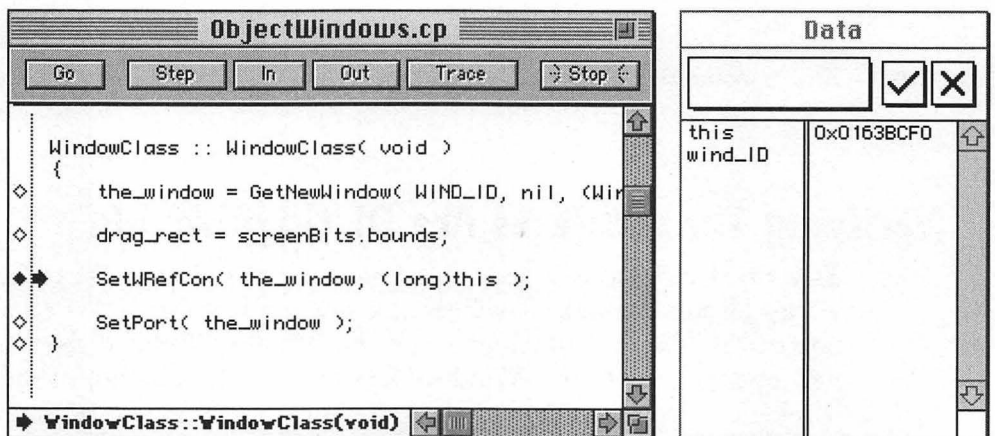 ObjectWindows.cp
Go Step In Out Trace Stop
WindowClass :: WindowClass( void )
{
the_window = GetNewWindow( WIND_ID, nil, (Win
drag_rect = screenBits.bounds;
SetWRefCon( the_window, (long)this );
SetPort( the_window );
}
WindowClass::WindowClass(void)
Data
this 0x0163BCF0
wind_ID